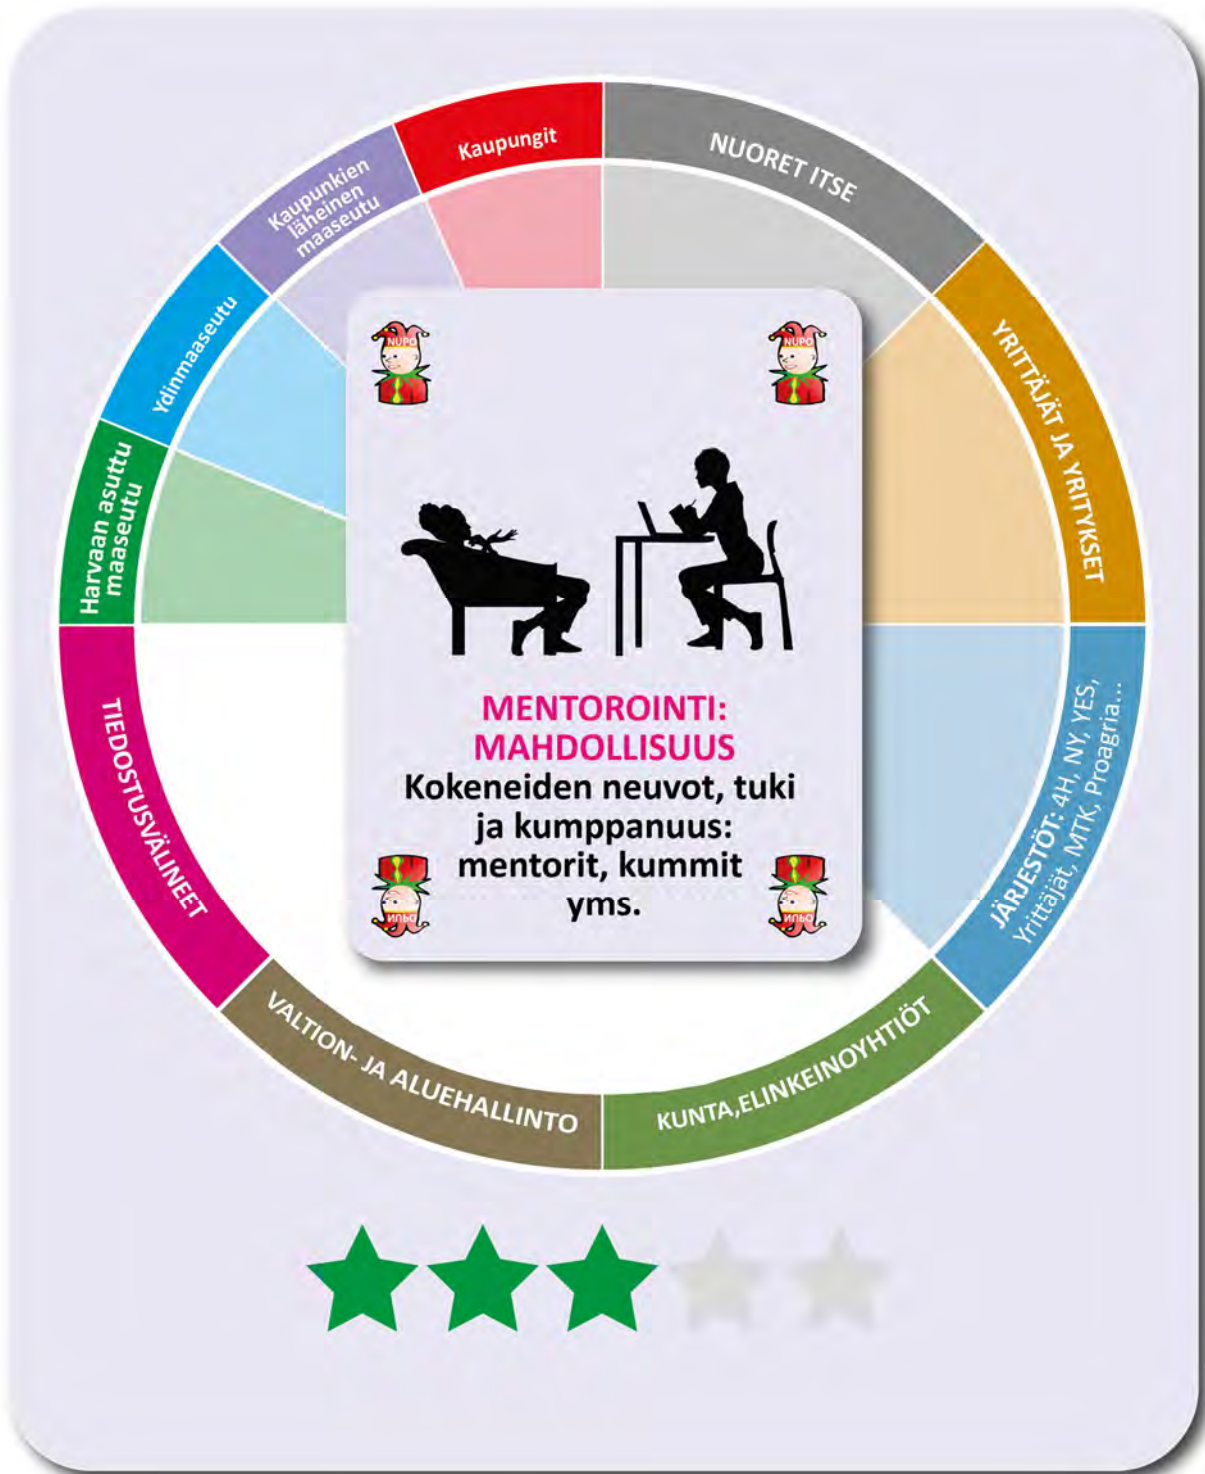 Kaupungit
NUORET ITSE
Kaupunkien
läheinen
maaseutu
YRITTÄJÄT JA YRITYKSET
Ydinmaaseutu
Harvaan asuttu
maaseutu
NUPO
NUPO
MENTOROINTI:
MAHDOLLISUUS
Kokeneiden neuvot, tuki
ja kumppanuus:
mentorit, kummit
yms.
NUPO
NUPO
TIEDOSTUSVÄLINEET
JÄRJESTÖT: 4H, NY, YES,
Yrittäjät, MTK, Proagria...
VALTION- JA ALUEHALLINTO
KUNTA,ELINKEINOYHTIÖT